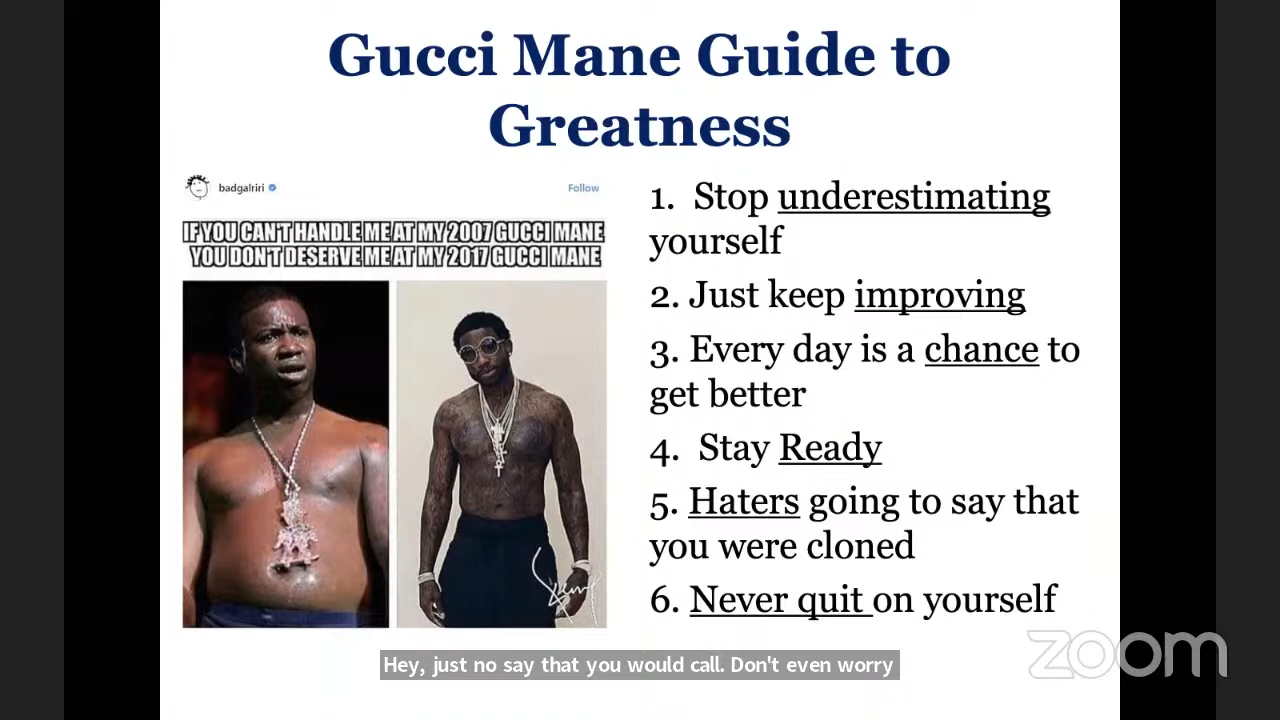 Gucci Mane Guide to
Greatness
badgalriri
Follow
IF YOU CAN'T HANDLE ME AT MY 2007 GUCCI MANE
YOU DON'T DESERVE ME AT MY 2017 GUCCI MANE
1. Stop underestimating
yourself
2. Just keep improving
3. Every day is a chance to
get better
4. Stay Ready
5. Haters going to say that
you were cloned
6. Never quit on yourself
Hey, just no say that you would call. Don't even worry
zoom